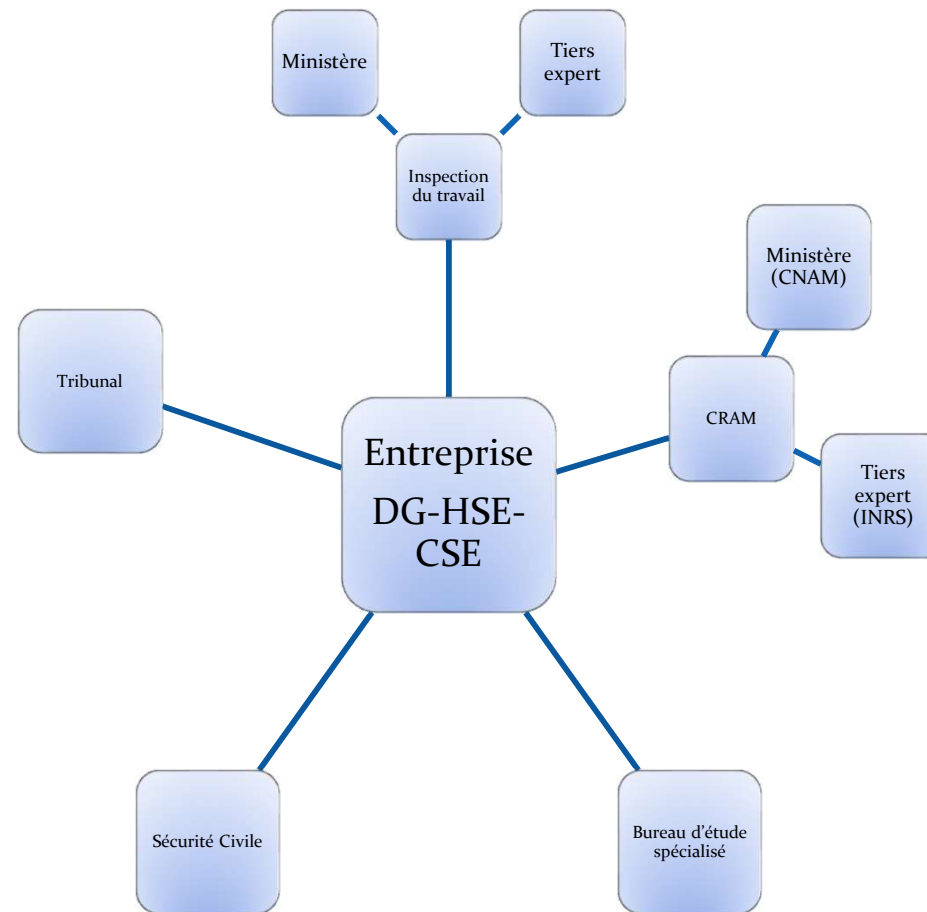 Ministère
Tiers
expert
Inspection
du travail
Ministère
(CNAM)
Tribunal
CRAM
Entreprise
DG-HSE-
CSE
Tiers
expert
(INRS)
Sécurité Civile
Bureau d’étude
spécialisé